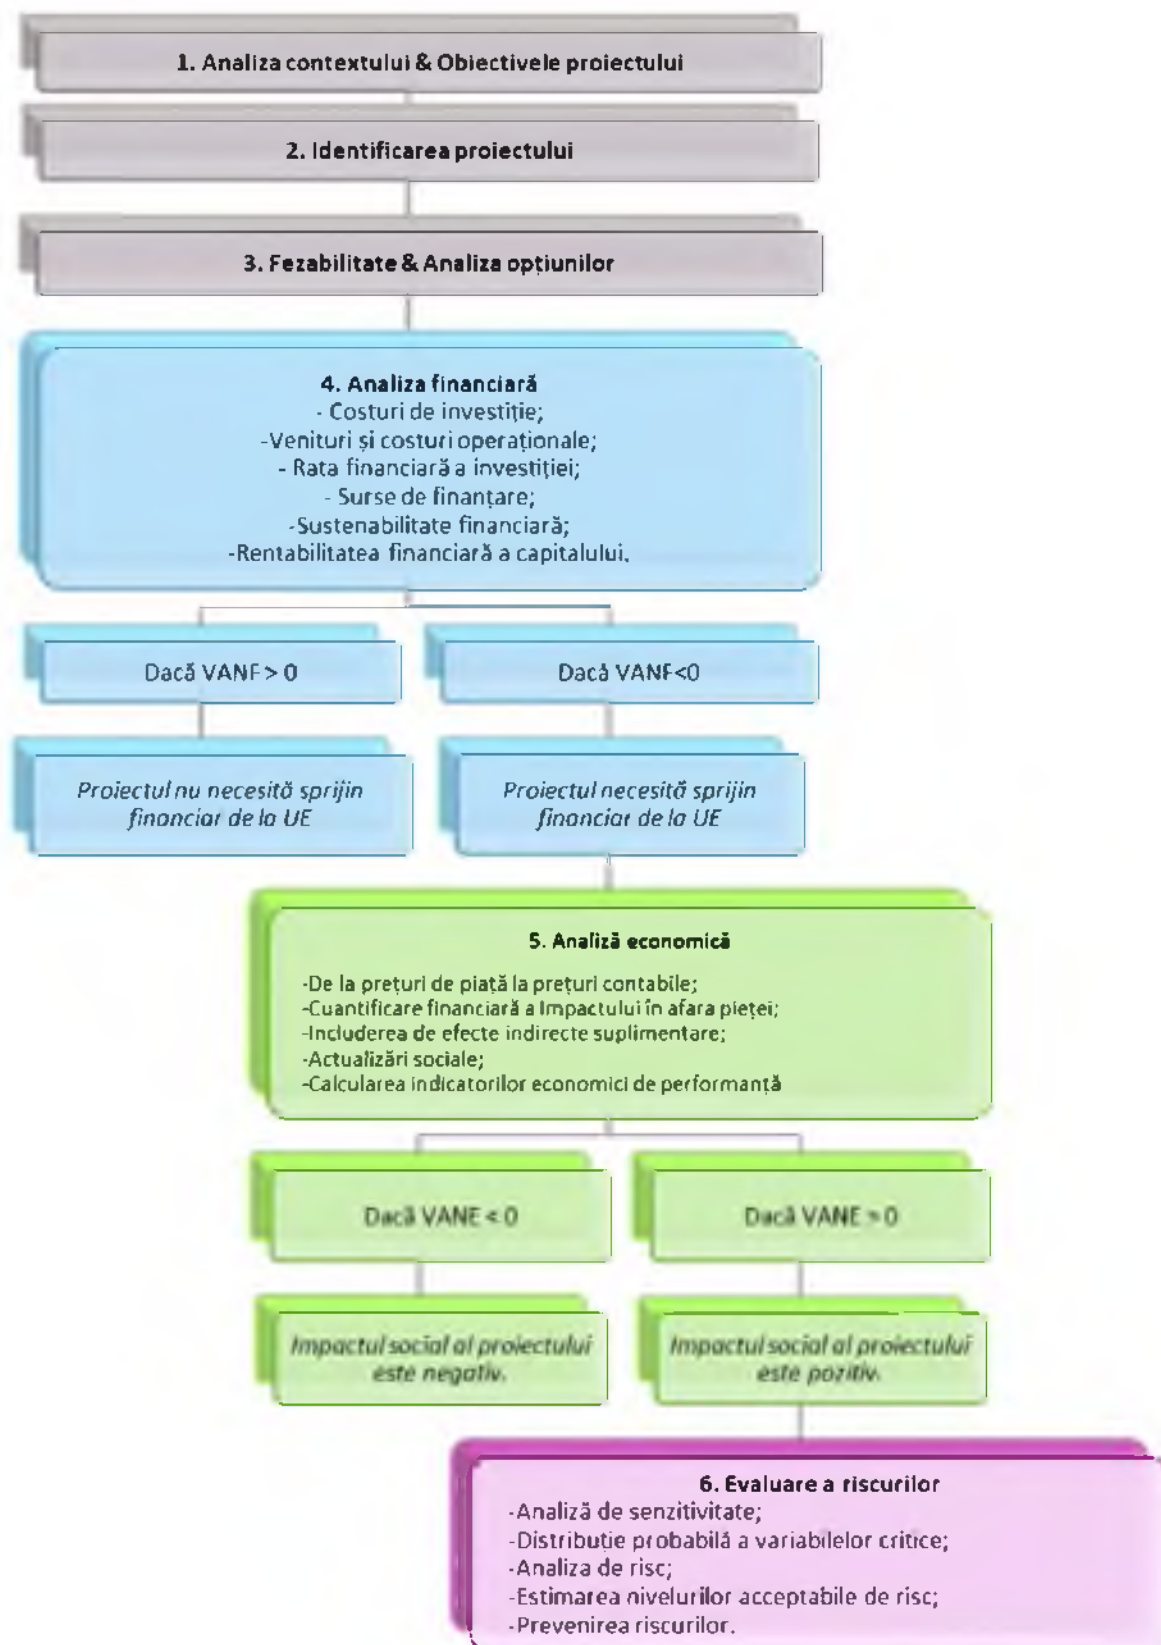 1. Analiza contextului & Obiectivele proiectului
2. Identificarea proiectului
3. Fezabilitate & Analiza opțiunilor
4. Analiza financiară
- Costuri de investiție;
-Venituri și costuri operaționale;
- Rata financiară a investiției;
- Surse de finanțare;
-Sustenabilitate financiară;
-Rentabilitatea financiară a capitalului.
Dacă VANF > 0
Dacă VANF<0
Proiectul nu necesită sprijin
financiar de la UE
Proiectul necesită sprijin
financiar de la UE
5. Analiză economică
-De la prețuri de piață la prețuri contabile;
-Cuantificare financiară a Impactului în afara pieței;
-Includerea de efecte indirecte suplimentare;
-Actualizări sociale;
-Calcularea indicatorilor economici de performanță
Dacă VANE < 0
Dacă VANE > 0
Impactul social al proiectului
este negativ.
Impactul social al proiectului
este pozitiv.
6. Evaluare a riscurilor
-Analiză de senzitivitate;
-Distribuție probabilă a variabilelor critice;
-Analiza de risc;
-Estimarea nivelurilor acceptabile de risc;
-Prevenirea riscurilor.